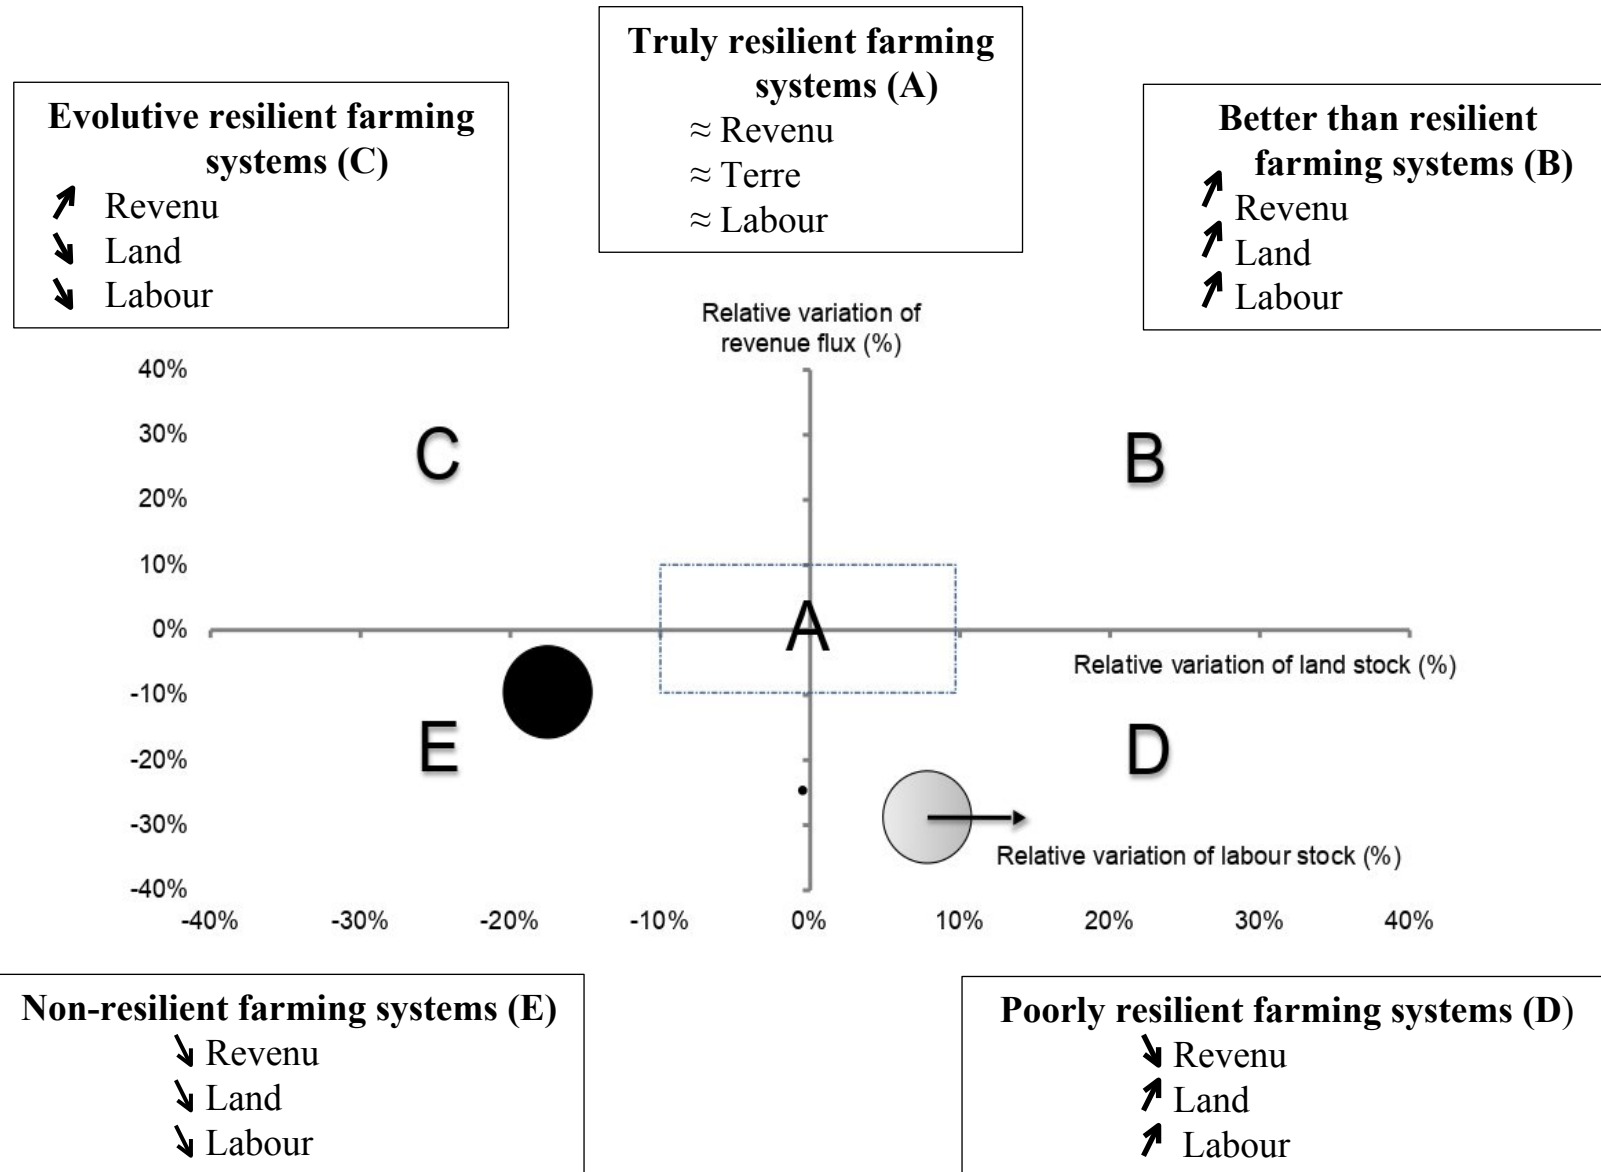 Truly resilient farming
systems (A)
≈ Revenu
≈ Terre
≈ Labour
Evolutive resilient farming
systems (C)
↗ Revenu
↘ Land
↘ Labour
Better than resilient
farming systems (B)
↗ Revenu
↗ Land
↗ Labour
Relative variation of
revenue flux (%)
40%
30%
20%
10%
0%
-10%
-20%
-30%
-40%
C
B
A
E
D
Relative variation of land stock (%)
Relative variation of labour stock (%)
-40%
-30%
-20%
-10%
0%
10%
20%
30%
40%
Non-resilient farming systems (E)
↘ Revenu
↘ Land
↘ Labour
Poorly resilient farming systems (D)
↘ Revenu
↗ Land
↗ Labour